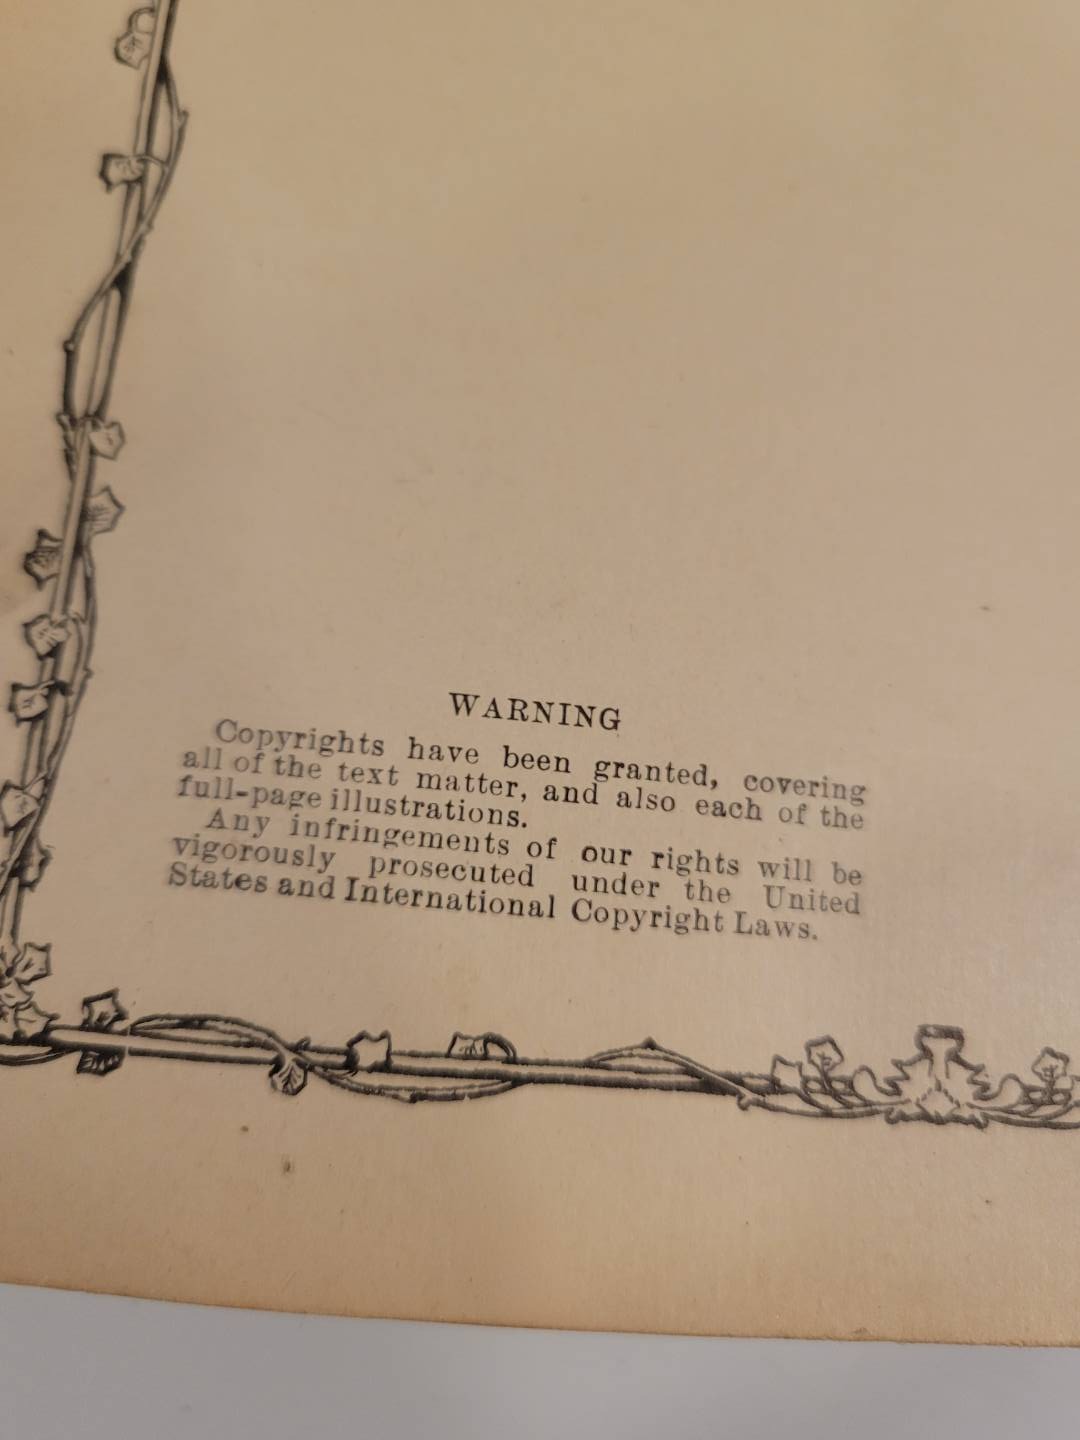 WARNING
Copyrights have been granted, covering
all of the text matter, and also each of the
full-page illustrations.
Any infringements of our rights will be
vigorously prosecuted under the United
States and International Copyright Laws.